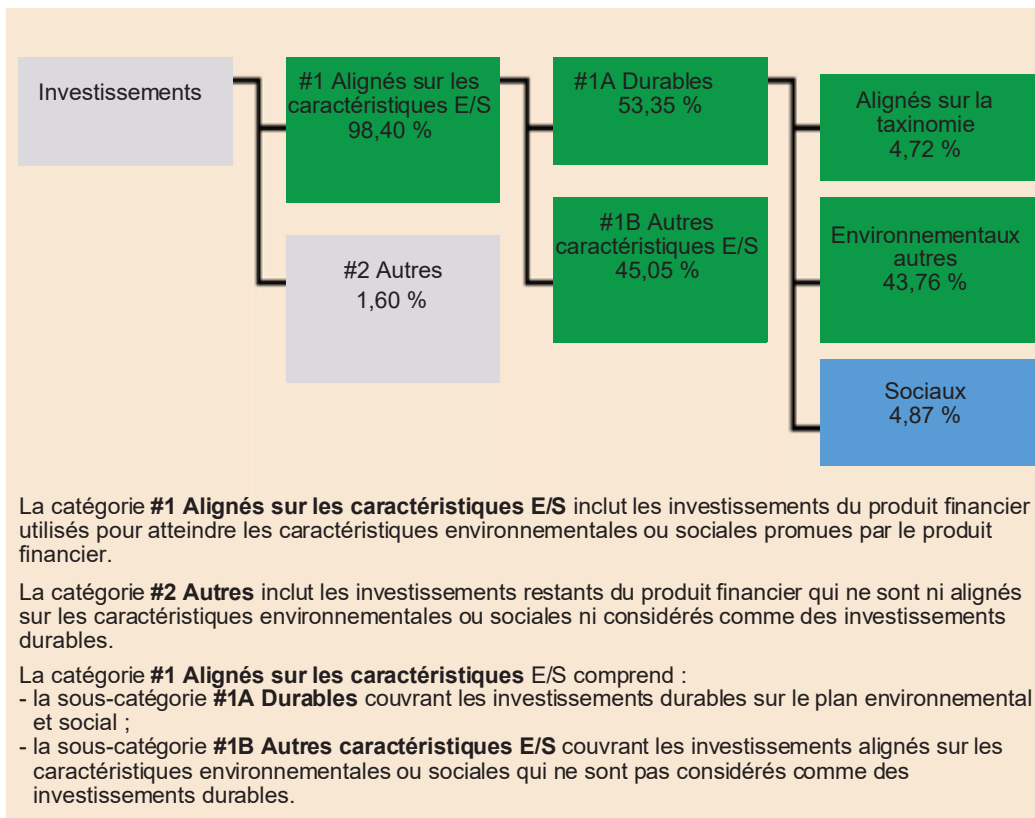 Investissements
#1 Alignés sur les
caractéristiques E/S
98,40 %
#2 Autres
1,60 %
#1A Durables
53,35 %
#1B Autres
caractéristiques E/S
45,05 %
Alignés sur la
taxinomie
4,72 %
Environnementaux
autres
43,76 %
Sociaux
4,87 %
La catégorie #1 Alignés sur les caractéristiques E/S inclut les investissements du produit financier
utilisés pour atteindre les caractéristiques environnementales ou sociales promues par le produit
financier.
La catégorie #2 Autres inclut les investissements restants du produit financier qui ne sont ni alignés
sur les caractéristiques environnementales ou sociales ni considérés comme des investissements
durables.
La catégorie #1 Alignés sur les caractéristiques E/S comprend :
- la sous-catégorie #1A Durables couvrant les investissements durables sur le plan environnemental
et social ;
- la sous-catégorie #1B Autres caractéristiques E/S couvrant les investissements alignés sur les
caractéristiques environnementales ou sociales qui ne sont pas considérés comme des
investissements durables.